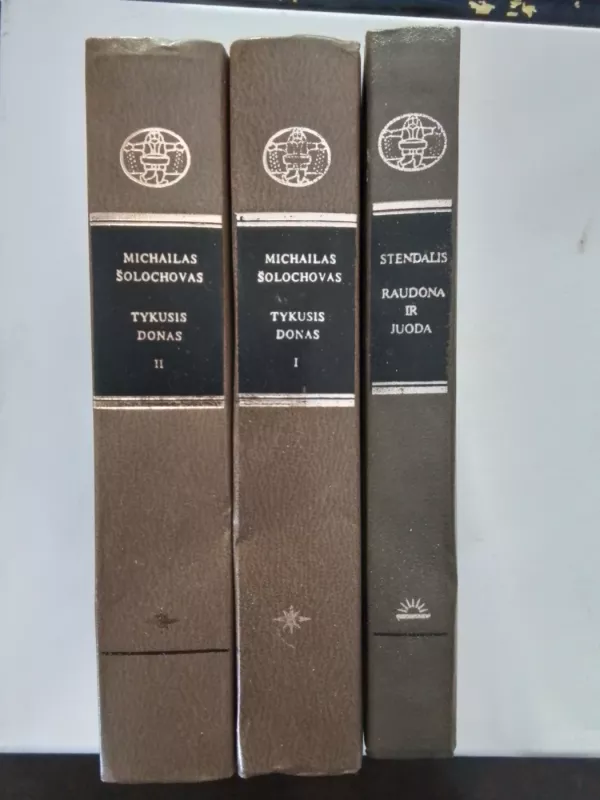 MICHAILAS
ŠOLOCHOVAS
TYKUSIS
DONAS
II
MICHAILAS
ŠOLOCHOVAS
TYKUSIS
DONAS
I
STENDALIS
RAUDONA
IR
JUODA